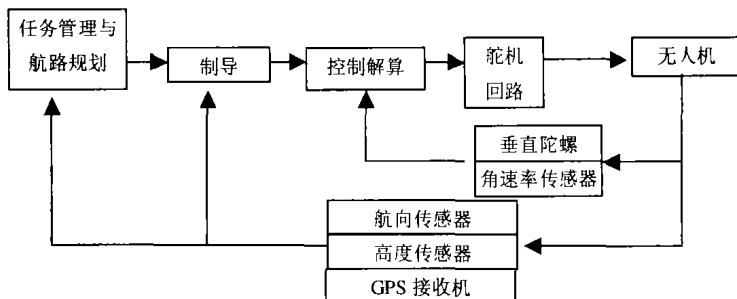 任务管理与
航路规划
制导
控制解算
舵机
回路
无人机
垂直陀螺
角速率传感器
航向传感器
高度传感器
GPS 接收机